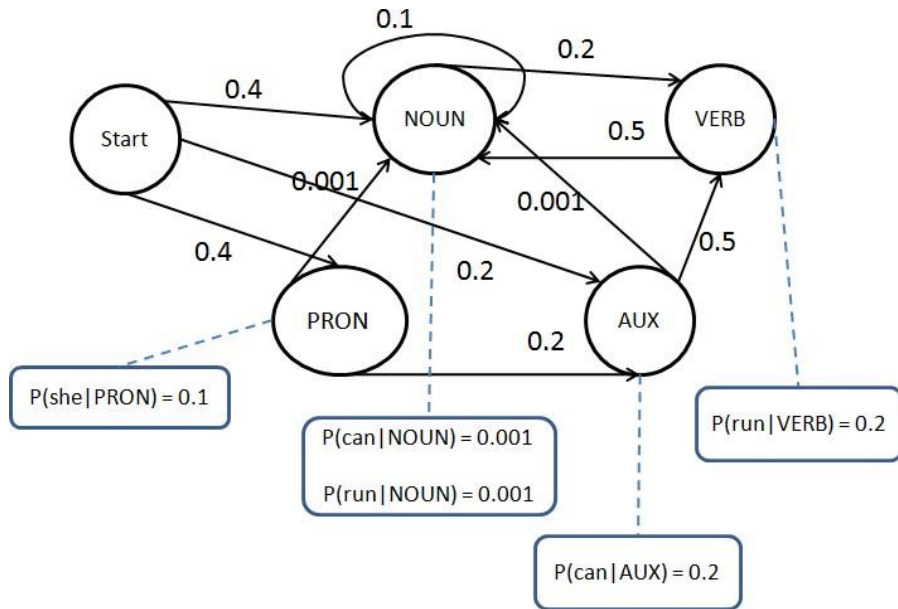 0.1
0.4
0.2
Start
NOUN
VERB
0.5
0.001
0.001
0.4
0.2
0.5
PRON
0.2
AUX
P(she|PRON) = 0.1
P(can|NOUN) = 0.001
P(run|NOUN) = 0.001
P(run|VERB) = 0.2
P(can|AUX) = 0.2